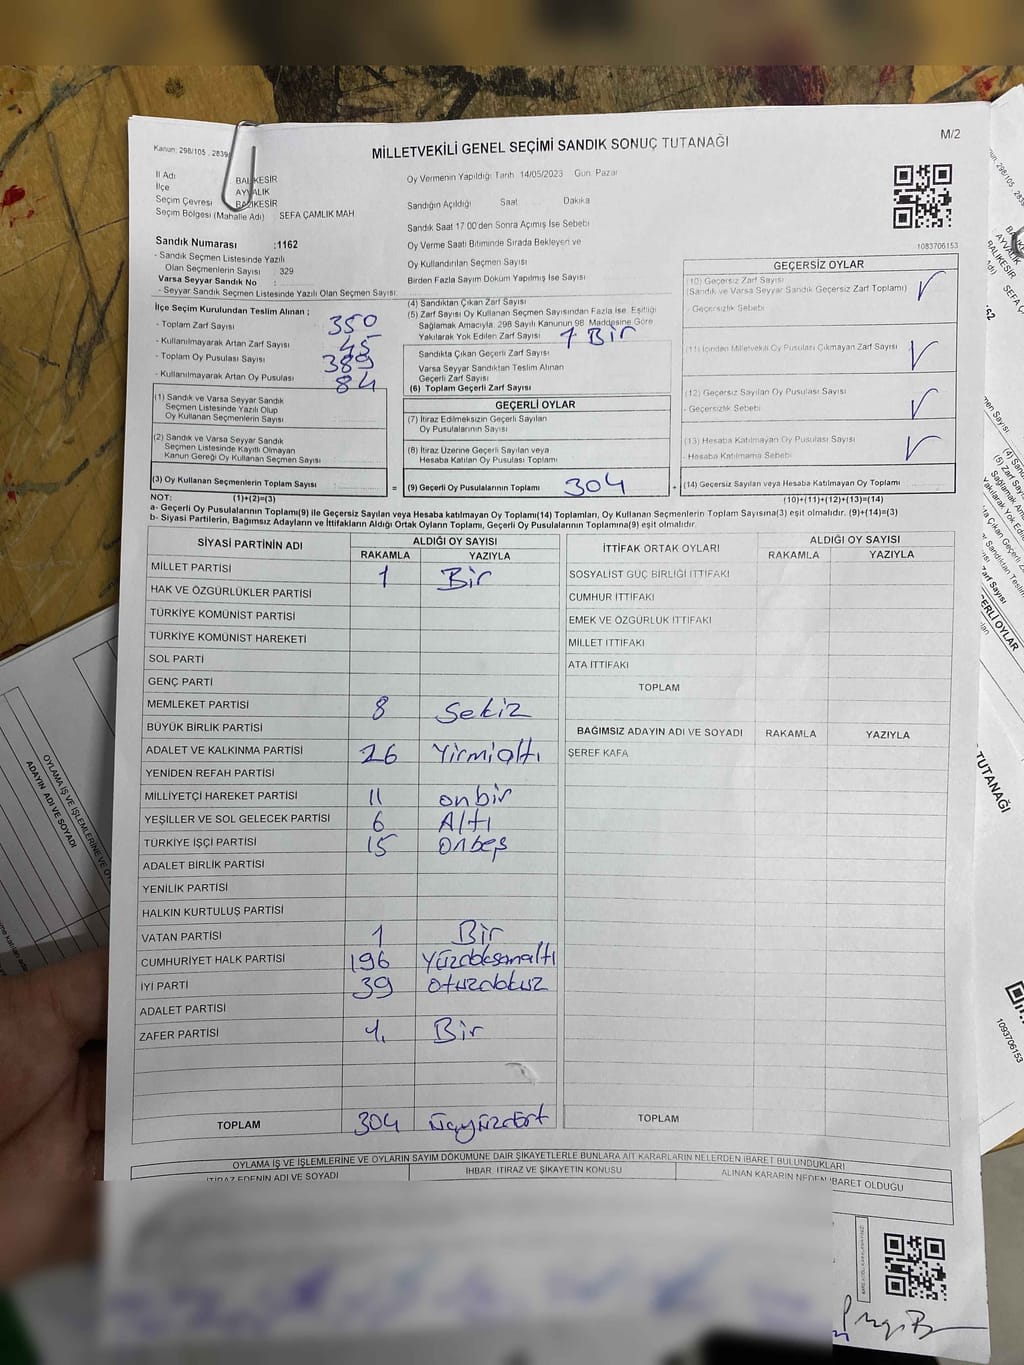 Kanun: 298/105 , 2839
MİLLETVEKİLİ GENEL SEÇİMİ SANDIK SONUÇ TUTANAĞI
M/2
İl Adı BALIKESİR
İlçe AYVALIK
Seçim Çevresi BALIKESİR
Seçim Bölgesi (Mahalle Adı) SEFA ÇAMLIK MAH
Oy Vermenin Yapıldığı Tarih 14/05/2023 Gün. Pazar
Sandığın Açıldığı Saat Dakika
Sandık Saat 17 00'den Sonra Açımış İse Sebebi
Sandık Numarası :1162
- Sandık Seçmen Listesinde Yazılı
Olan Seçmenlerin Sayısı : 329
Varsa Seyyar Sandık No :
- Seyyar Sandık Seçmen Listesinde Yazılı Olan Seçmen Sayısı:
Oy Verme Saati Bitiminde Sırada Bekleyen ve
Oy Kullandırılan Seçmen Sayısı
Birden Fazla Sayım Döküm Yapılmış İse Sayısı
1083706153
İlçe Seçim Kurulundan Teslim Alınan ;
- Toplam Zarf Sayısı 350
- Kullanılmayarak Artan Zarf Sayısı 45
- Toplam Oy Pusulası Sayısı 389
- Kullanılmayarak Artan Oy Pusulası 84
(4) Sandıktan Çıkan Zarf Sayısı
(5) Zarf Sayısı Oy Kullanan Seçmen Sayısından Fazla İse. Eşitliği
Sağlamak Amacıyla, 298 Sayılı Kanunun 98. Maddesine Göre
Yakılarak Yok Edilen Zarf Sayısı 1 Bir
Sandıkta Çıkan Geçerli Zarf Sayısı
Varsa Seyyar Sandıktan Teslim Alınan
Geçerli Zarf Sayısı
(6) Toplam Geçerli Zarf Sayısı
GEÇERSİZ OYLAR
(10) Geçersiz Zarf Sayısı
(Sandık ve Varsa Seyyar Sandık Geçersiz Zarf Toplamı)
- Geçersizlik Sebebi
(11) İçinden Milletvekili Oy Pusulası Çıkmayan Zarf Sayısı
(12) Geçersiz Sayılan Oy Pusulası Sayısı
- Geçersizlik Sebebi
(13) Hesaba Katılmayan Oy Pusulası Sayısı
- Hesaba Katılmama Sebebi
(14) Geçersiz Sayılan veya Hesaba Katılmayan Oy Toplamı
(1) Sandık ve Varsa Seyyar Sandık
Seçmen Listesinde Yazılı Olup
Oy Kullanan Seçmenlerin Sayısı
(2) Sandık ve Varsa Seyyar Sandık
Seçmen Listesinde Kayıtlı Olmayan
Kanun Gereği Oy Kullanan Seçmen Sayısı
(3) Oy Kullanan Seçmenlerin Toplam Sayısı =
GEÇERLİ OYLAR
(7) İtiraz Edilmeksizin Geçerli Sayılan
Oy Pusulalarının Sayısı
(8) İtiraz Üzerine Geçerli Sayılan veya
Hesaba Katılan Oy Pusulası Toplamı
(9) Geçerli Oy Pusulalarının Toplamı 304 +
NOT: (1)+(2)=(3) (10)+(11)+(12)+(13)=(14)
a- Geçerli Oy Pusulalarının Toplamı(9) ile Geçersiz Sayılan veya Hesaba katılmayan Oy Toplamı(14) Toplamları, Oy Kullanan Seçmenlerin Toplam Sayısına(3) eşit olmalıdır. (9)+(14)=(3)
b- Siyasi Partilerin, Bağımsız Adayların ve İttifakların Aldığı Ortak Oyların Toplamı, Geçerli Oy Pusulalarının Toplamına(9) eşit olmalıdır.
SİYASİ PARTİNİN ADI ALDIĞI OY SAYISI
RAKAMLA YAZIYLA
MİLLET PARTİSİ 1 Bir
HAK VE ÖZGÜRLÜKLER PARTİSİ
TÜRKİYE KOMÜNİST PARTİSİ
TÜRKİYE KOMÜNİST HAREKETİ
SOL PARTİ
GENÇ PARTİ
MEMLEKET PARTİSİ 8 Sekiz
BÜYÜK BİRLİK PARTİSİ
ADALET VE KALKINMA PARTİSİ 26 Yirmialtı
YENİDEN REFAH PARTİSİ
MİLLİYETÇİ HAREKET PARTİSİ 11 onbir
YEŞİLLER VE SOL GELECEK PARTİSİ 6 Altı
TÜRKİYE İŞÇİ PARTİSİ 15 Onbeş
ADALET BİRLİK PARTİSİ
YENİLİK PARTİSİ
HALKIN KURTULUŞ PARTİSİ
VATAN PARTİSİ 1 Bir
CUMHURİYET HALK PARTİSİ 196 Yüzdoksanaltı
İYİ PARTİ 39 Otuzdokuz
ADALET PARTİSİ
ZAFER PARTİSİ 1. Bir
TOPLAM 304 üçyüzdört
İTTİFAK ORTAK OYLARI ALDIĞI OY SAYISI
RAKAMLA YAZIYLA
SOSYALİST GÜÇ BİRLİĞİ İTTİFAKI
CUMHUR İTTİFAKI
EMEK VE ÖZGÜRLÜK İTTİFAKI
MİLLET İTTİFAKI
ATA İTTİFAKI
TOPLAM
BAĞIMSIZ ADAYIN ADI VE SOYADI RAKAMLA YAZIYLA
ŞEREF KAFA
TOPLAM
OYLAMA İŞ VE İŞLEMLERİNE VE OYLARIN SAYIM DÖKÜMÜNE DAİR ŞİKAYETLERLE BUNLARA AİT KARARLARIN NELERDEN İBARET BULUNDUKLARI
İTİRAZ EDENİN ADI VE SOYADI İHBAR İTİRAZ VE ŞİKAYETİN KONUSU ALINAN KARARIN NEDEN İBARET OLDUĞU
OYLAMA İŞ VE İŞLEMLERİNE VE OY
ADAYIN ADI VE SOYADI
TUTANAĞI
1093706153